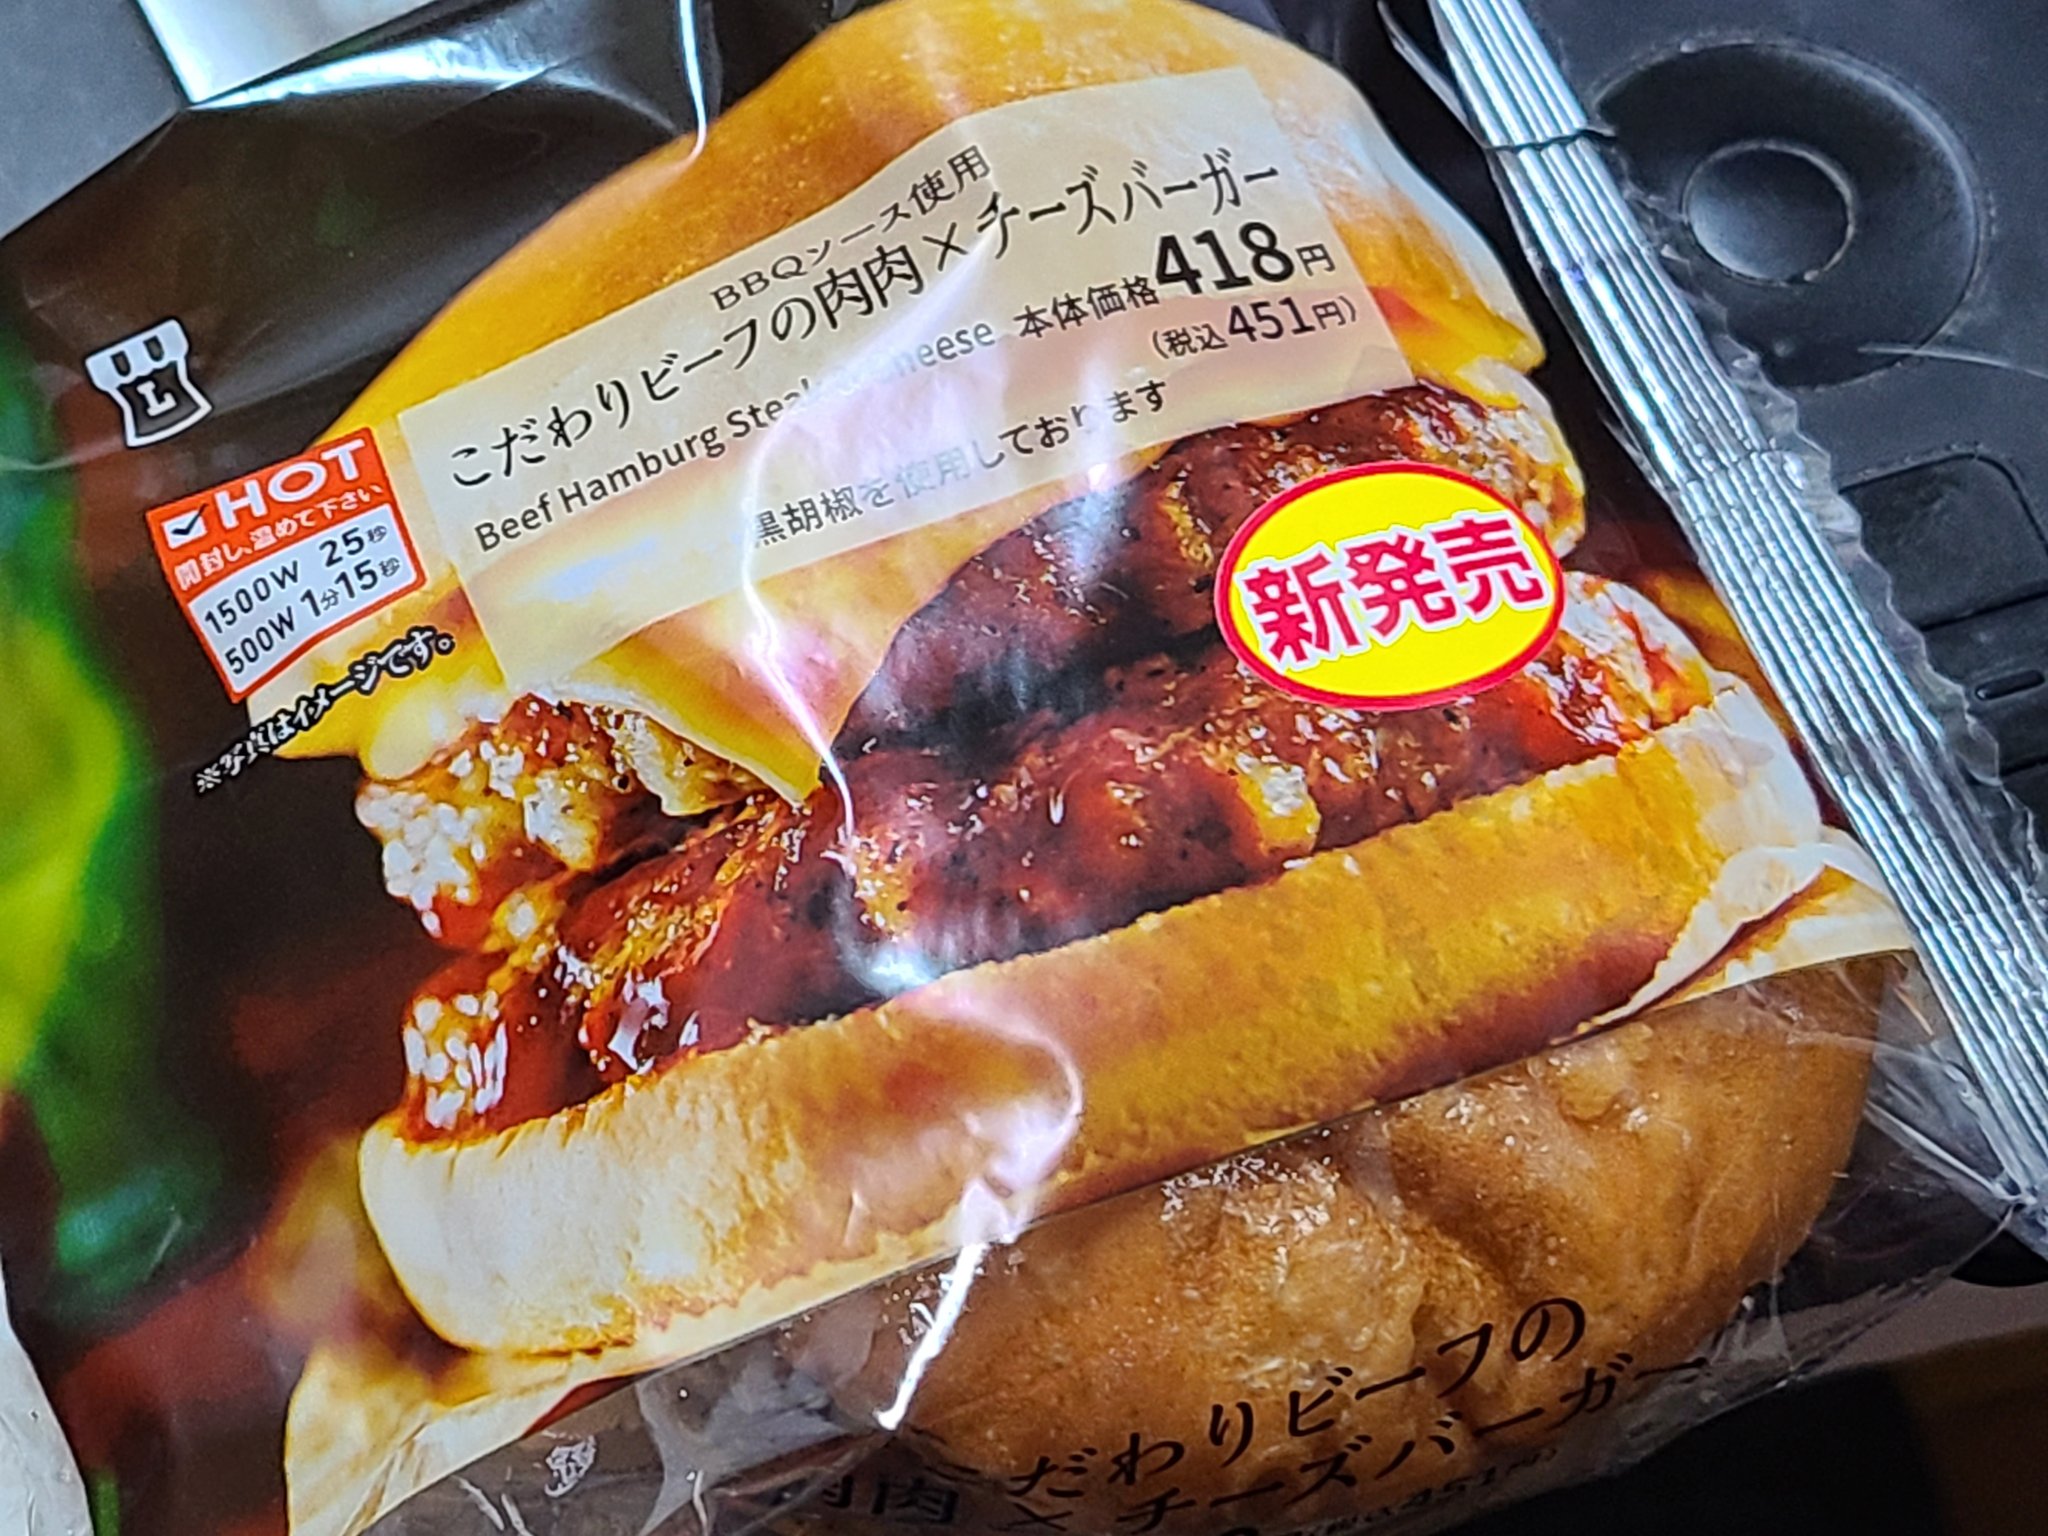 BBQソース使用
こだわりビーフの肉肉×チーズバーガー
Beef Hamburg Steak Cheese 本体価格418円
(税込451円)
黒胡椒を使用しております
L
HOT
開封し、温めて下さい
1500W 25秒
500W 1分15秒
※写真はイメージです。
新発売
こだわりビーフの
肉肉×チーズバーガー